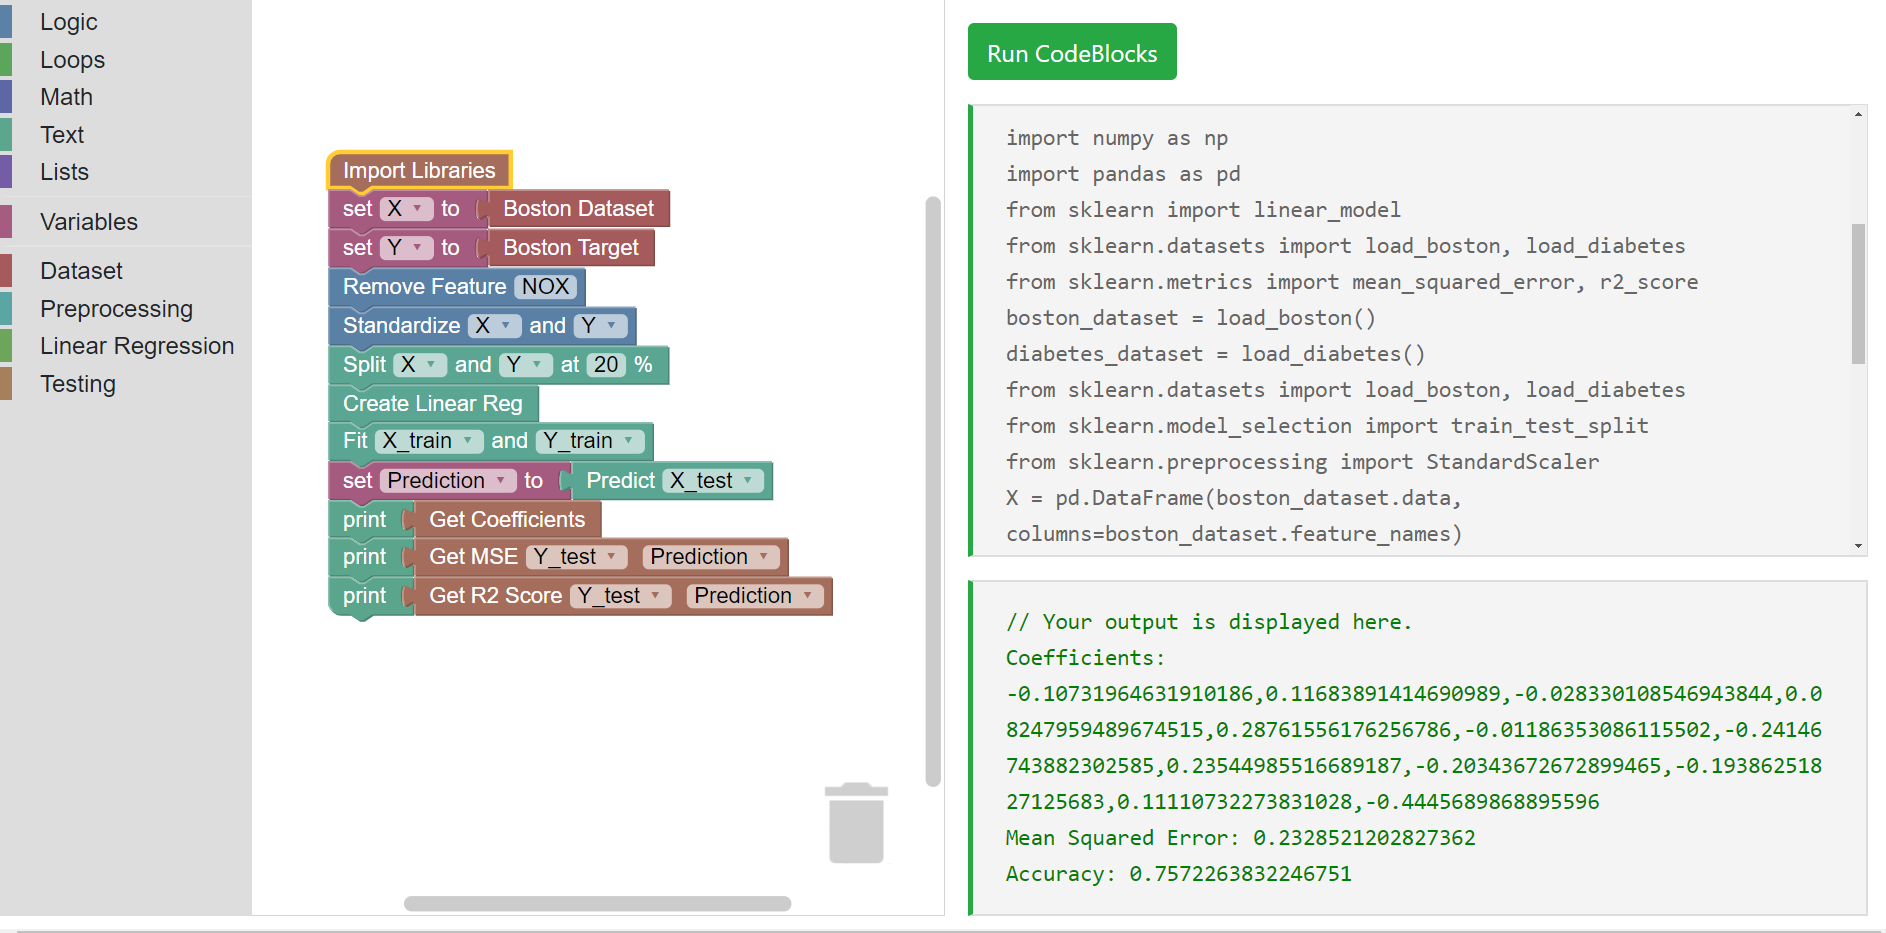 Logic
Loops
Math
Text
Lists
Variables
Dataset
Preprocessing
Linear Regression
Testing
Import Libraries
set X to Boston Dataset
set Y to Boston Target
Remove Feature NOX
Standardize X and Y
Split X and Y at 20 %
Create Linear Reg
Fit X_train and Y_train
set Prediction to Predict X_test
print Get Coefficients
print Get MSE Y_test Prediction
print Get R2 Score Y_test Prediction
Run CodeBlocks
import numpy as np
import pandas as pd
from sklearn import linear_model
from sklearn.datasets import load_boston, load_diabetes
from sklearn.metrics import mean_squared_error, r2_score
boston_dataset = load_boston()
diabetes_dataset = load_diabetes()
from sklearn.datasets import load_boston, load_diabetes
from sklearn.model_selection import train_test_split
from sklearn.preprocessing import StandardScaler
X = pd.DataFrame(boston_dataset.data,
columns=boston_dataset.feature_names)
// Your output is displayed here.
Coefficients:
-0.10731964631910186,0.11683891414690989,-0.028330108546943844,0.0
8247959489674515,0.28761556176256786,-0.01186353086115502,-0.24146
743882302585,0.23544985516689187,-0.20343672672899465,-0.193862518
27125683,0.11110732273831028,-0.4445689868895596
Mean Squared Error: 0.2328521202827362
Accuracy: 0.7572263832246751